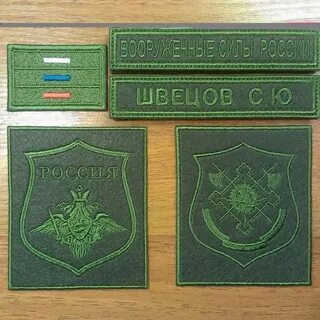 ВООРУЖЕННЫЕ СИЛЫ РОССИИ
ШВЕЦОВ С Ю
РОССИЯ